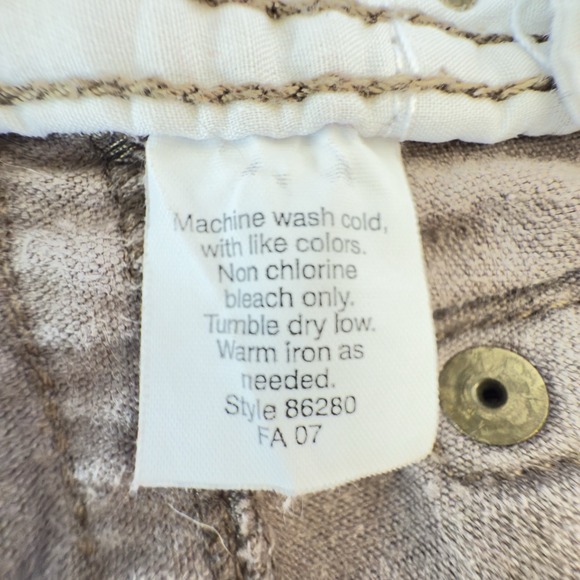 Machine wash cold,
with like colors.
Non chlorine
bleach only.
Tumble dry low.
Warm iron as
needed.
Style 86280
FA 07